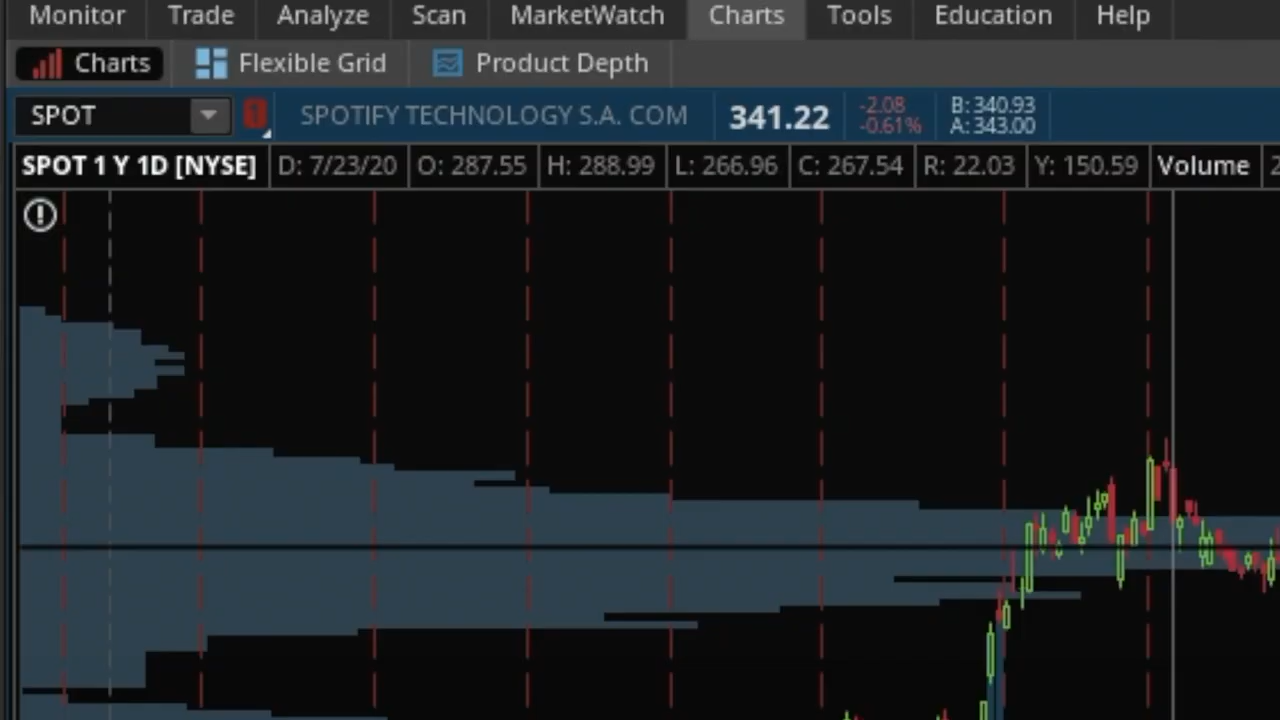 Monitor Trade Analyze Scan MarketWatch Charts Tools Education Help
Charts Flexible Grid Product Depth
SPOT SPOTIFY TECHNOLOGY S.A. COM 341.22 -2.08 B: 340.93
-0.61% A: 343.00
SPOT 1 Y 1D [NYSE] D: 7/23/20 O: 287.55 H: 288.99 L: 266.96 C: 267.54 R: 22.03 Y: 150.59 Volume 2